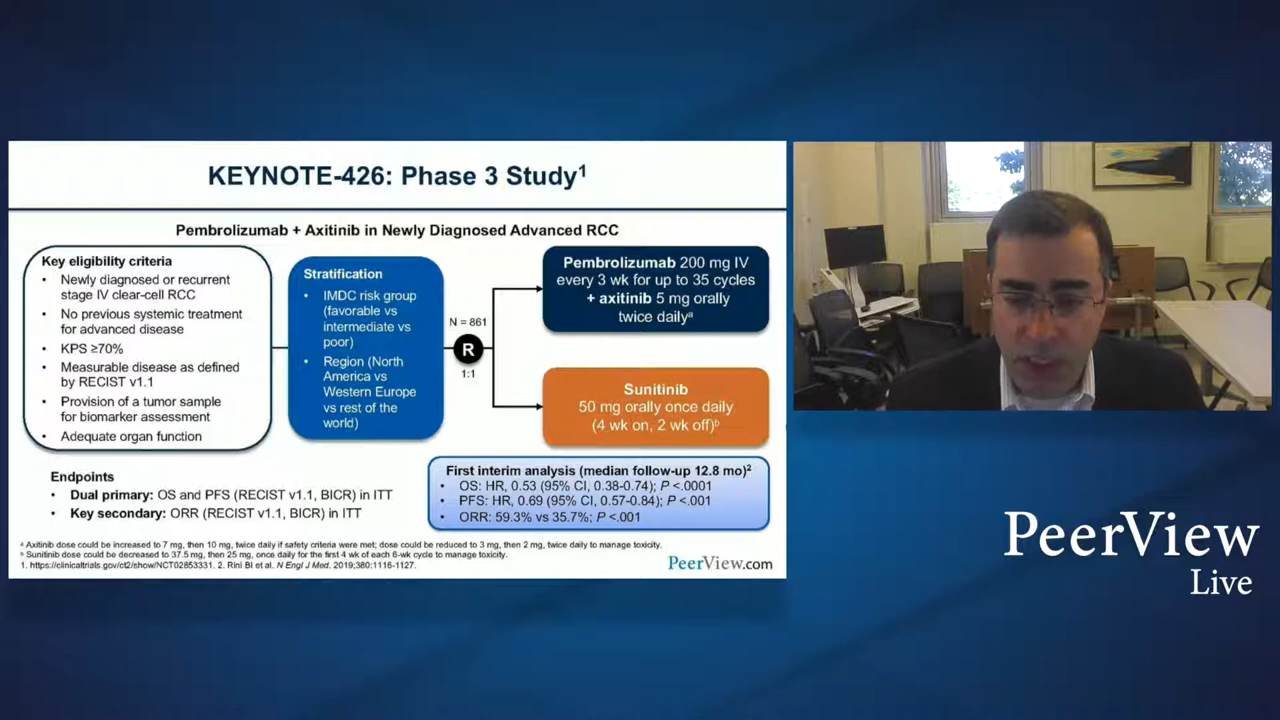 KEYNOTE-426: Phase 3 Study1
Pembrolizumab + Axitinib in Newly Diagnosed Advanced RCC
Key eligibility criteria
• Newly diagnosed or recurrent
stage IV clear-cell RCC
• No previous systemic treatment
for advanced disease
• KPS ≥70%
• Measurable disease as defined
by RECIST v1.1
• Provision of a tumor sample
for biomarker assessment
• Adequate organ function
Stratification
• IMDC risk group
(favorable vs
intermediate vs
poor)
• Region (North
America vs
Western Europe
vs rest of the
world)
N = 861
R
1:1
Pembrolizumab 200 mg IV
every 3 wk for up to 35 cycles
+ axitinib 5 mg orally
twice dailya
Sunitinib
50 mg orally once daily
(4 wk on, 2 wk off)b
Endpoints
• Dual primary: OS and PFS (RECIST v1.1, BICR) in ITT
• Key secondary: ORR (RECIST v1.1, BICR) in ITT
First interim analysis (median follow-up 12.8 mo)2
• OS: HR, 0.53 (95% CI, 0.38-0.74); P <.0001
• PFS: HR, 0.69 (95% CI, 0.57-0.84); P <.001
• ORR: 59.3% vs 35.7%; P <.001
a Axitinib dose could be increased to 7 mg, then 10 mg, twice daily if safety criteria were met; dose could be reduced to 3 mg, then 2 mg, twice daily to manage toxicity.
b Sunitinib dose could be decreased to 37.5 mg, then 25 mg, once daily for the first 4 wk of each 6-wk cycle to manage toxicity.
1. https://clinicaltrials.gov/ct2/show/NCT02853331. 2. Rini BI et al. N Engl J Med. 2019;380:1116-1127.
PeerView.com
PeerView
Live